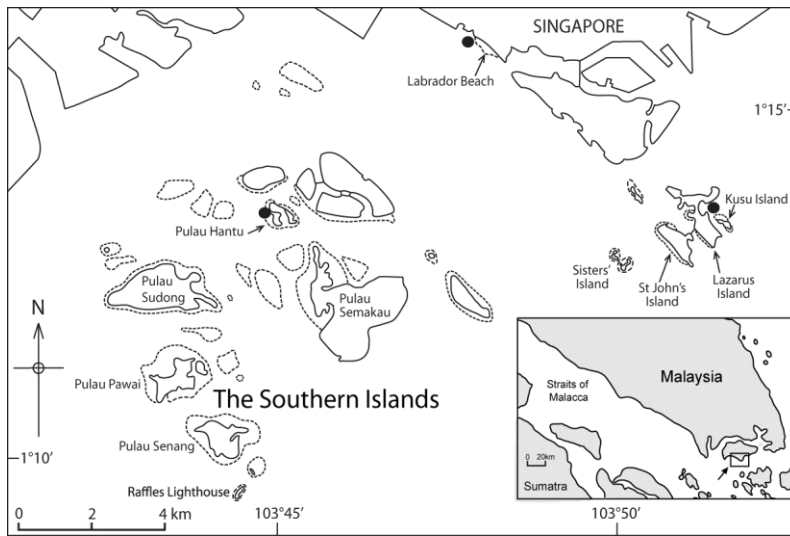 SINGAPORE
Labrador Beach
1°15′
Kusu Island
Pulau Hantu
Sisters’
Island
St John’s
Island
Lazarus
Island
Pulau
Sudong
Pulau
Semakau
N
Pulau Pawai
The Southern Islands
Pulau Senang
1°10′
Raffles Lighthouse
0 2 4 km
103°45′
103°50′
Malaysia
Straits of
Malacca
0 20km
Sumatra